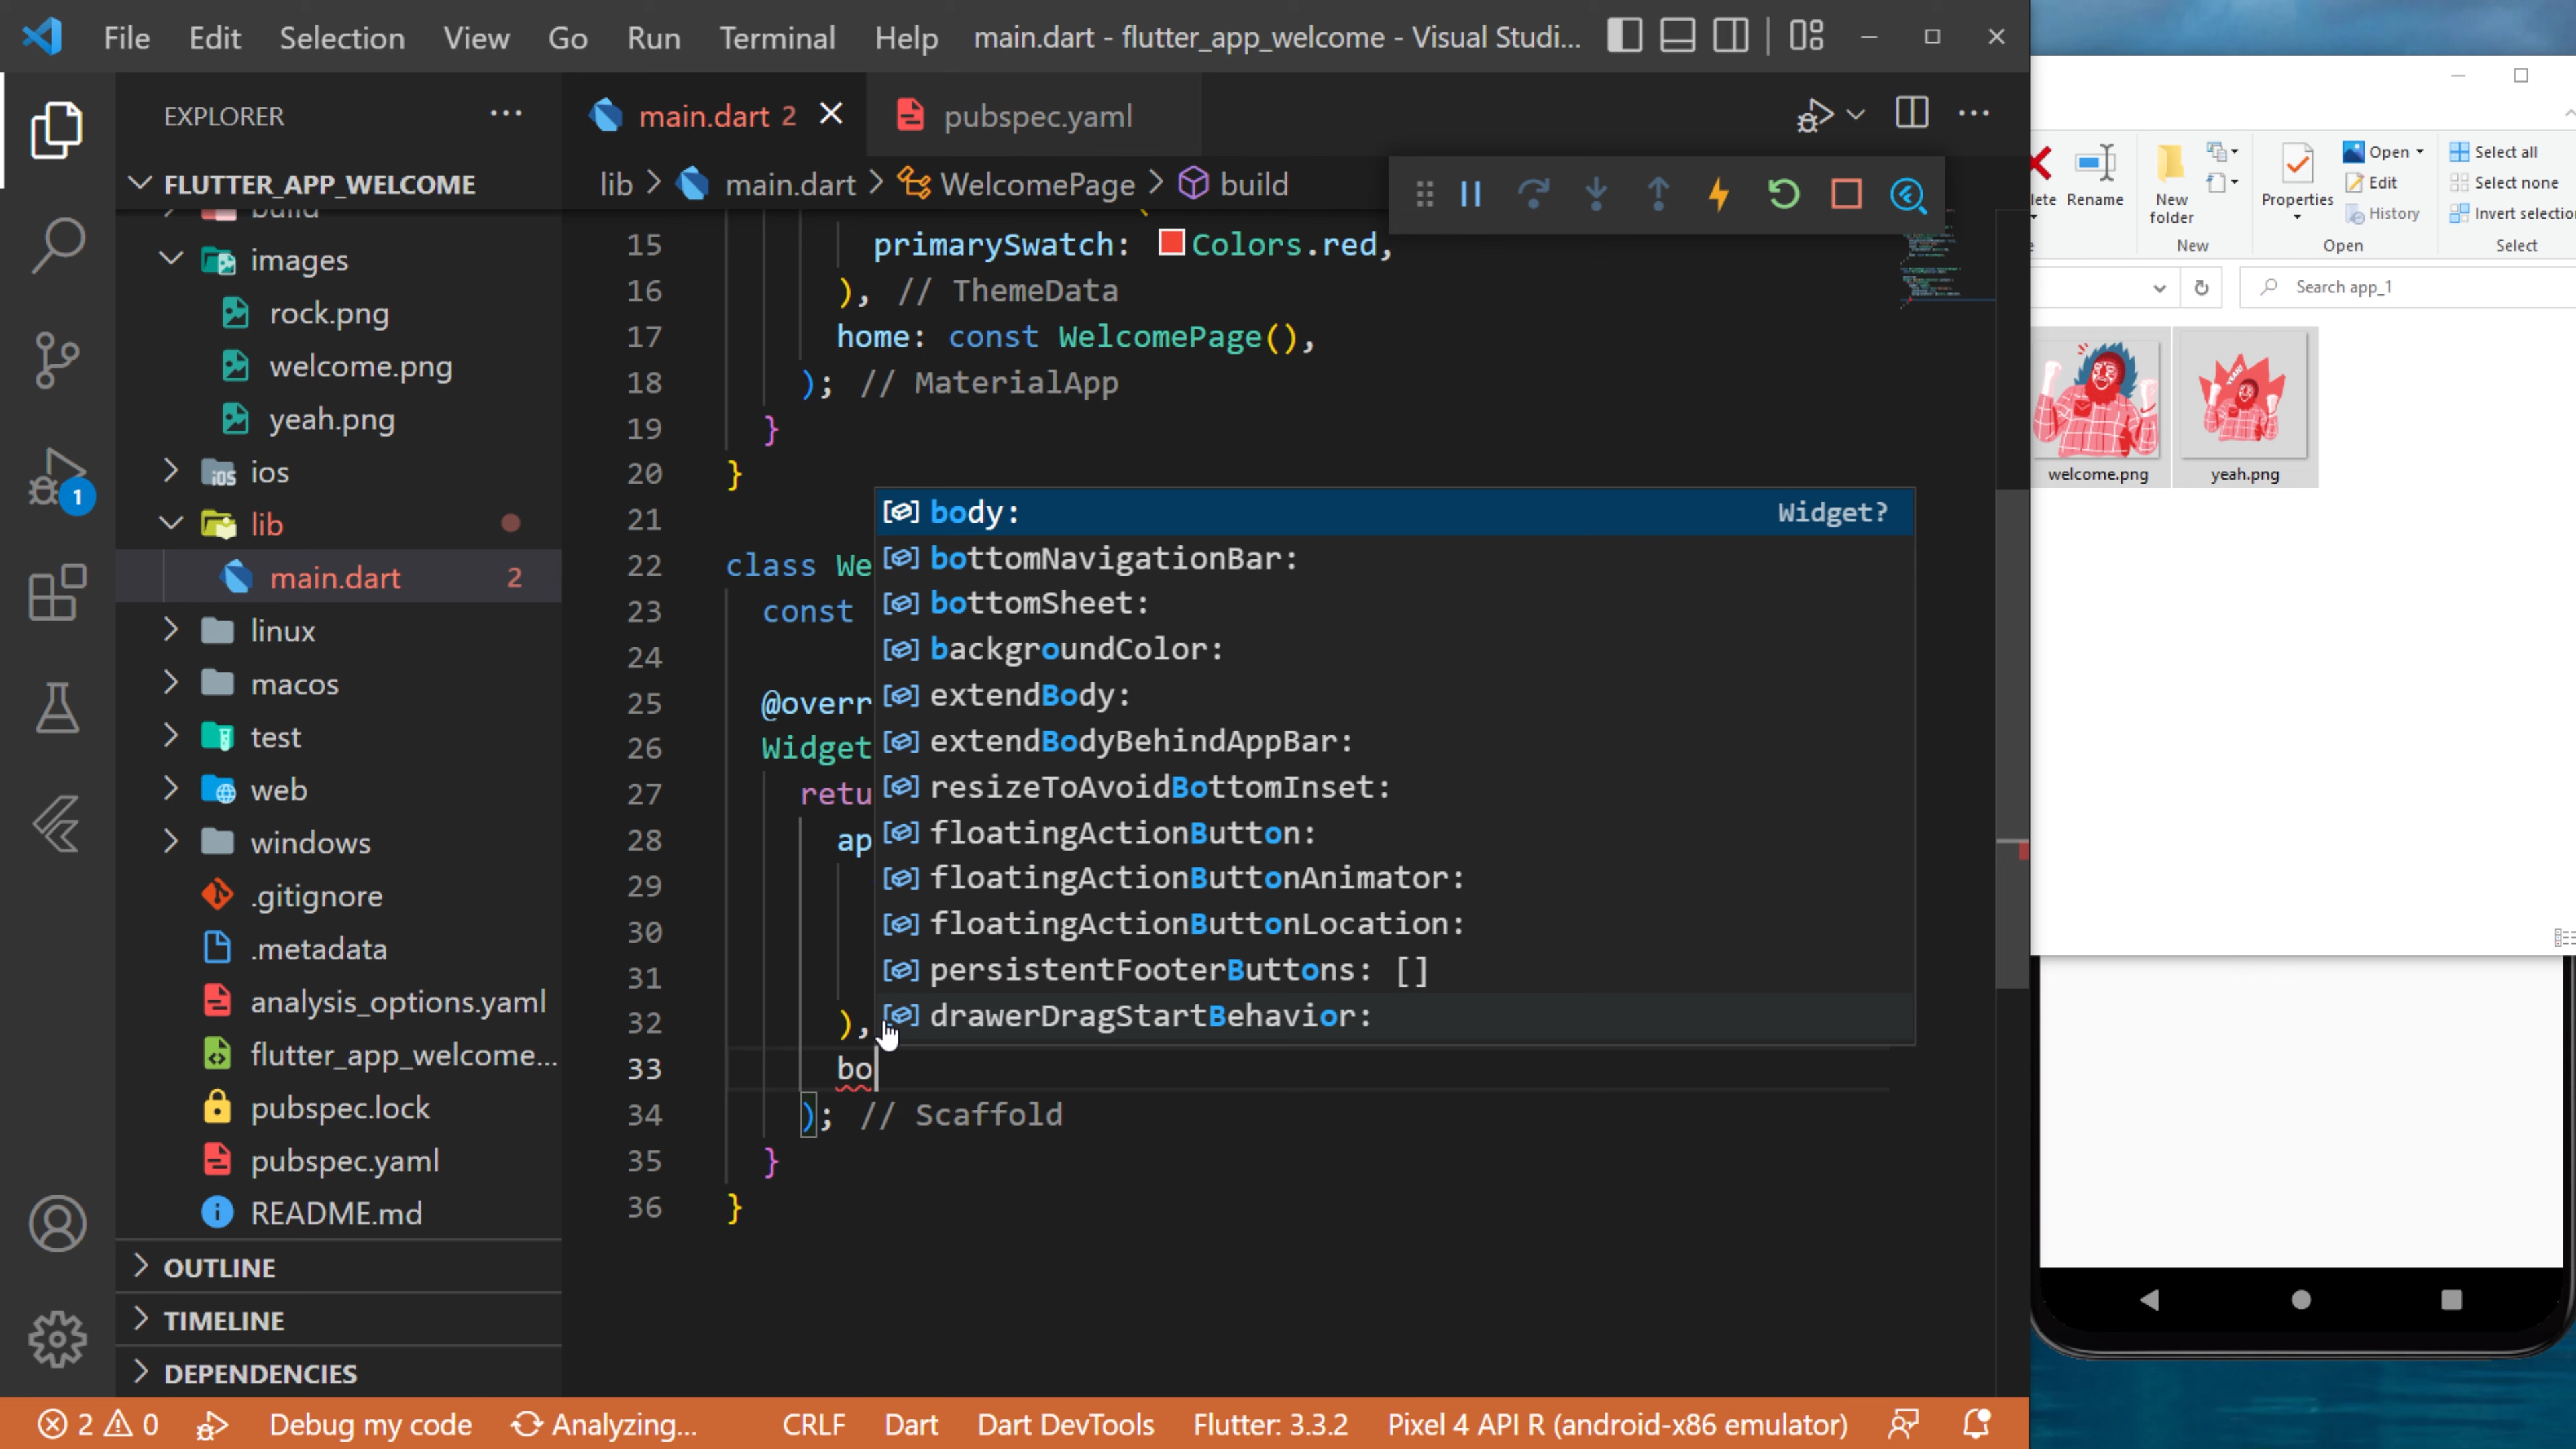 File Edit Selection View Go Run Terminal Help main.dart - flutter_app_welcome - Visual Studi...
EXPLORER
main.dart 2
pubspec.yaml
FLUTTER_APP_WELCOME
lib > main.dart > WelcomePage > build
build
images
rock.png
welcome.png
yeah.png
ios
lib
main.dart 2
linux
macos
test
web
windows
.gitignore
.metadata
analysis_options.yaml
flutter_app_welcome...
pubspec.lock
pubspec.yaml
README.md
OUTLINE
TIMELINE
DEPENDENCIES
1
15 primarySwatch: Colors.red,
16 ), // ThemeData
17 home: const WelcomePage(),
18 ); // MaterialApp
19 }
20 }
21
22 class We
23 const
24
25 @overr
26 Widget
27 retu
28 ap
29
30
31
32 ),
33 bo
34 ); // Scaffold
35 }
36 }
body: Widget?
bottomNavigationBar:
bottomSheet:
backgroundColor:
extendBody:
extendBodyBehindAppBar:
resizeToAvoidBottomInset:
floatingActionButton:
floatingActionButtonAnimator:
floatingActionButtonLocation:
persistentFooterButtons: []
drawerDragStartBehavior:
2 0 Debug my code Analyzing... CRLF Dart Dart DevTools Flutter: 3.3.2 Pixel 4 API R (android-x86 emulator)
lete Rename New folder Properties
Open
Edit
History
Select all
Select none
Invert selectio
New Open Select
Search app_1
YEAH!
welcome.png yeah.png